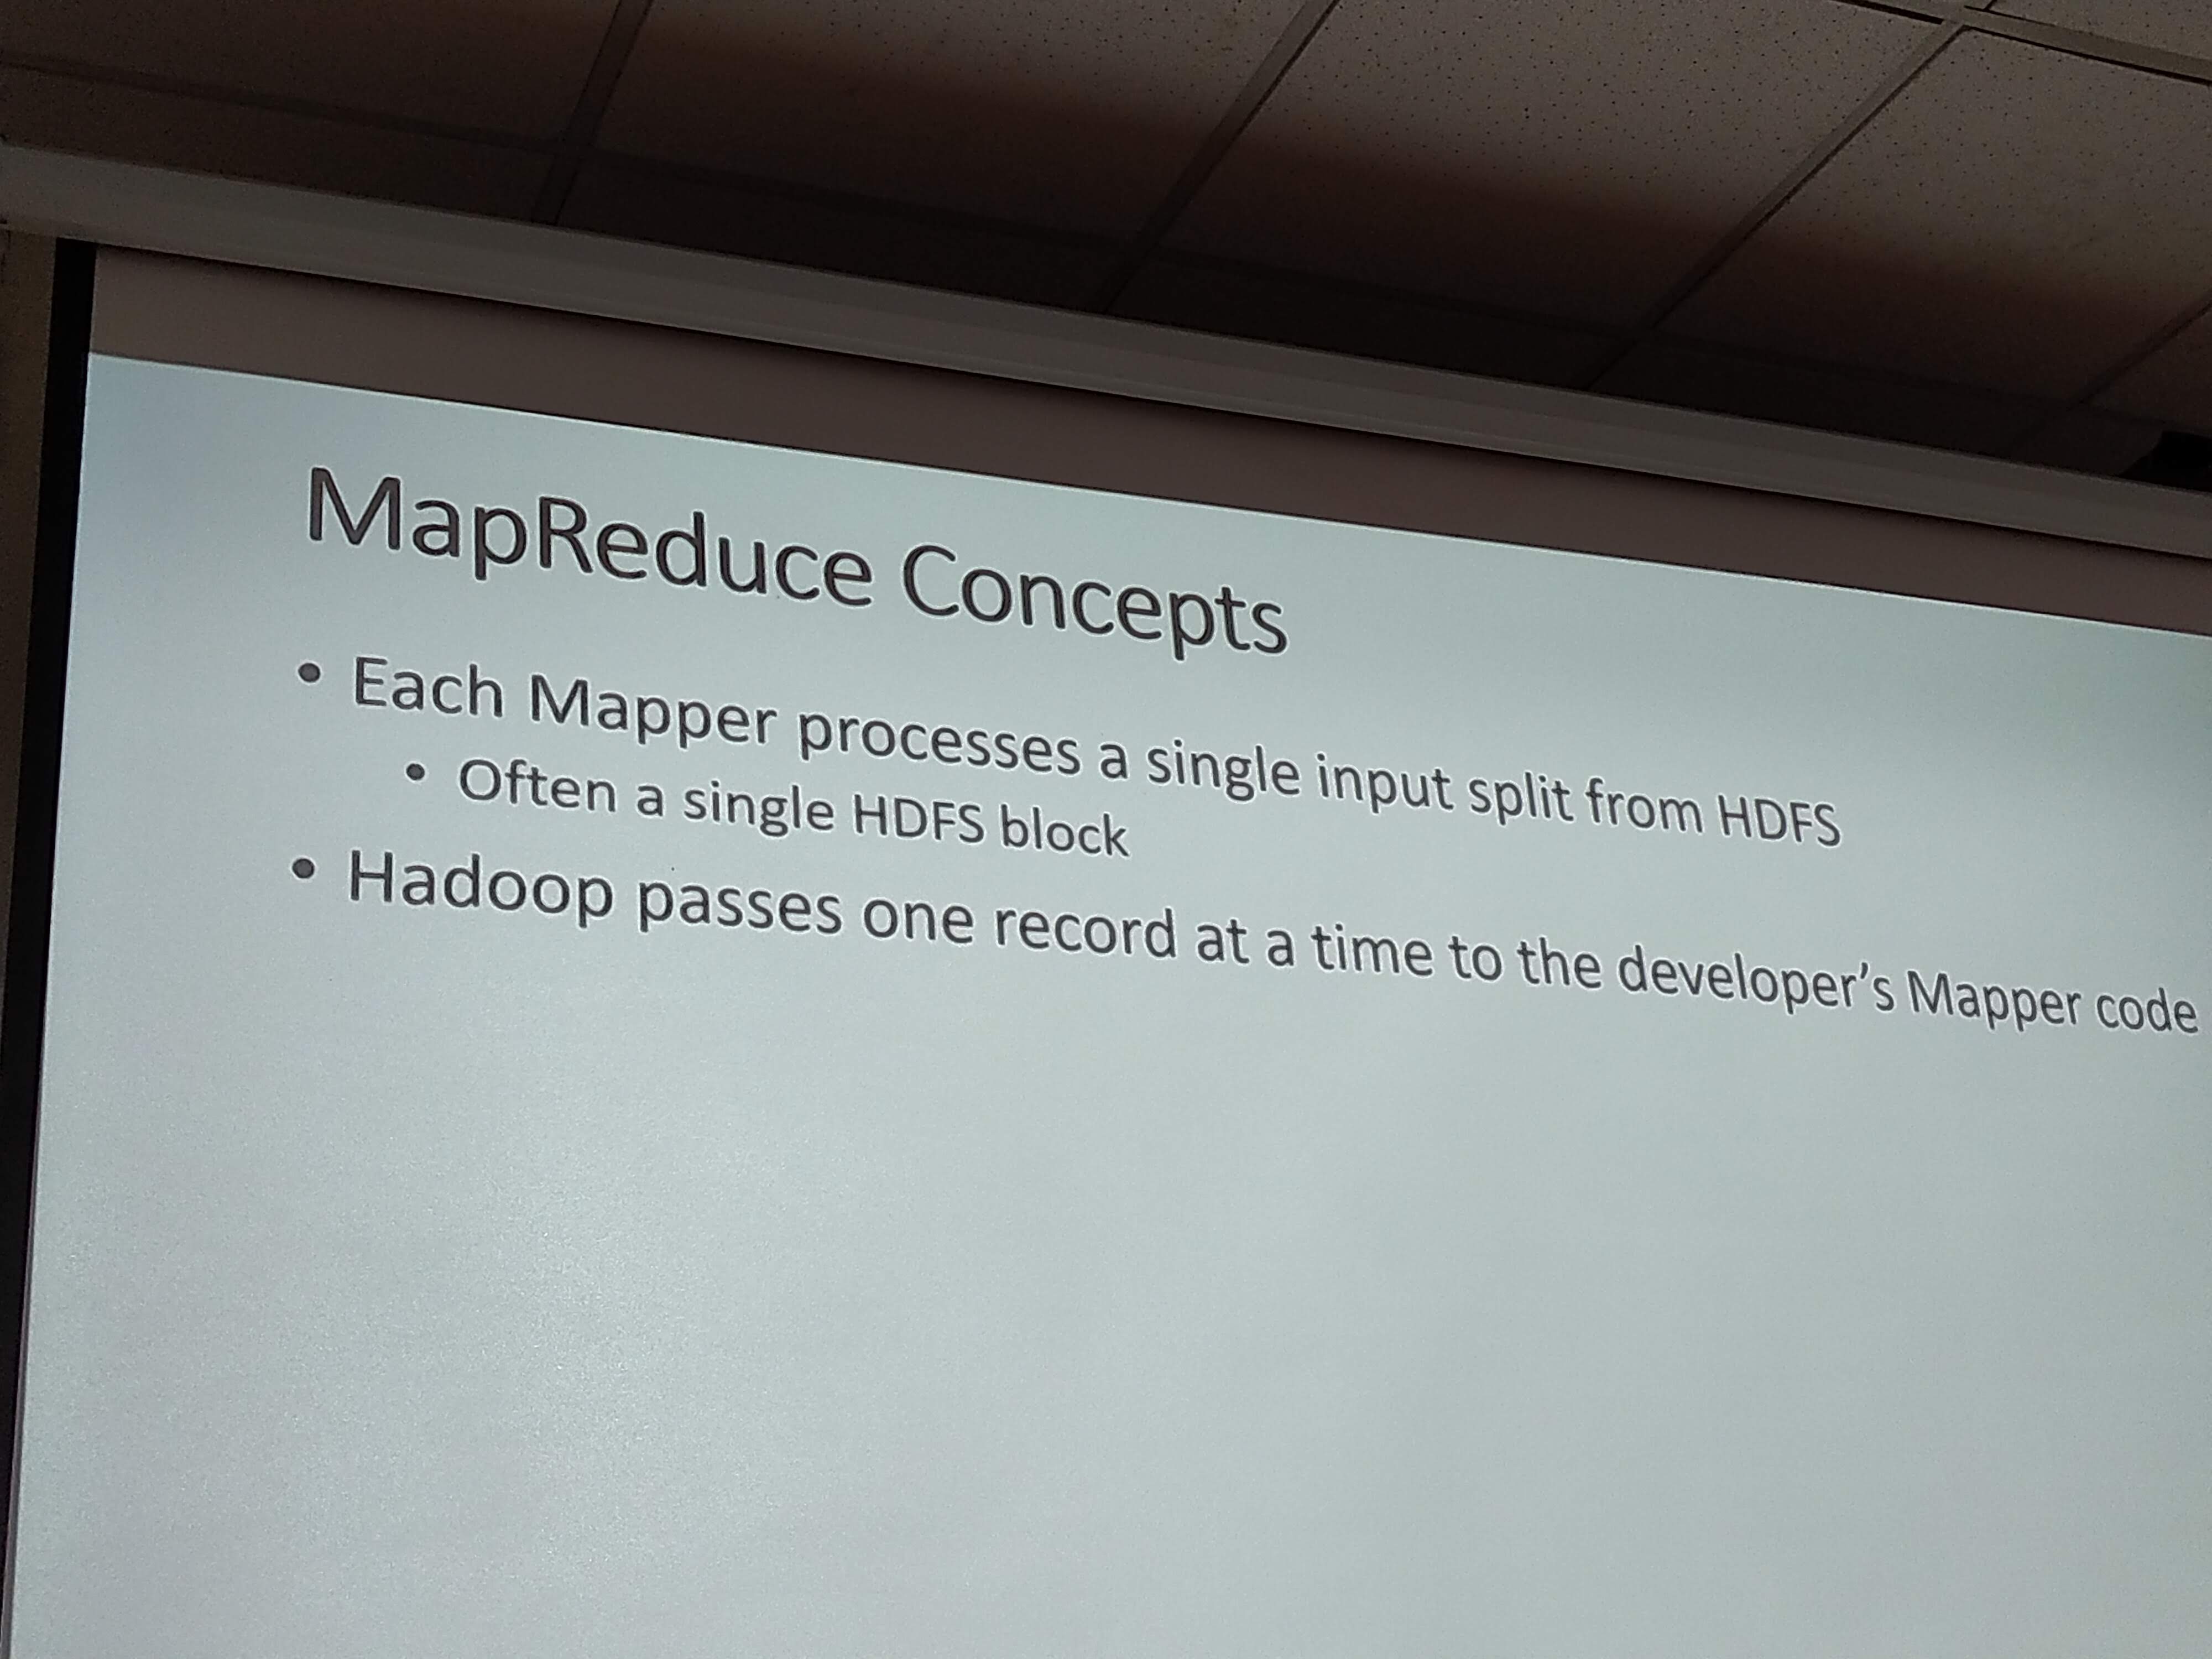 MapReduce Concepts
• Each Mapper processes a single input split from HDFS
• Often a single HDFS block
• Hadoop passes one record at a time to the developer’s Mapper code